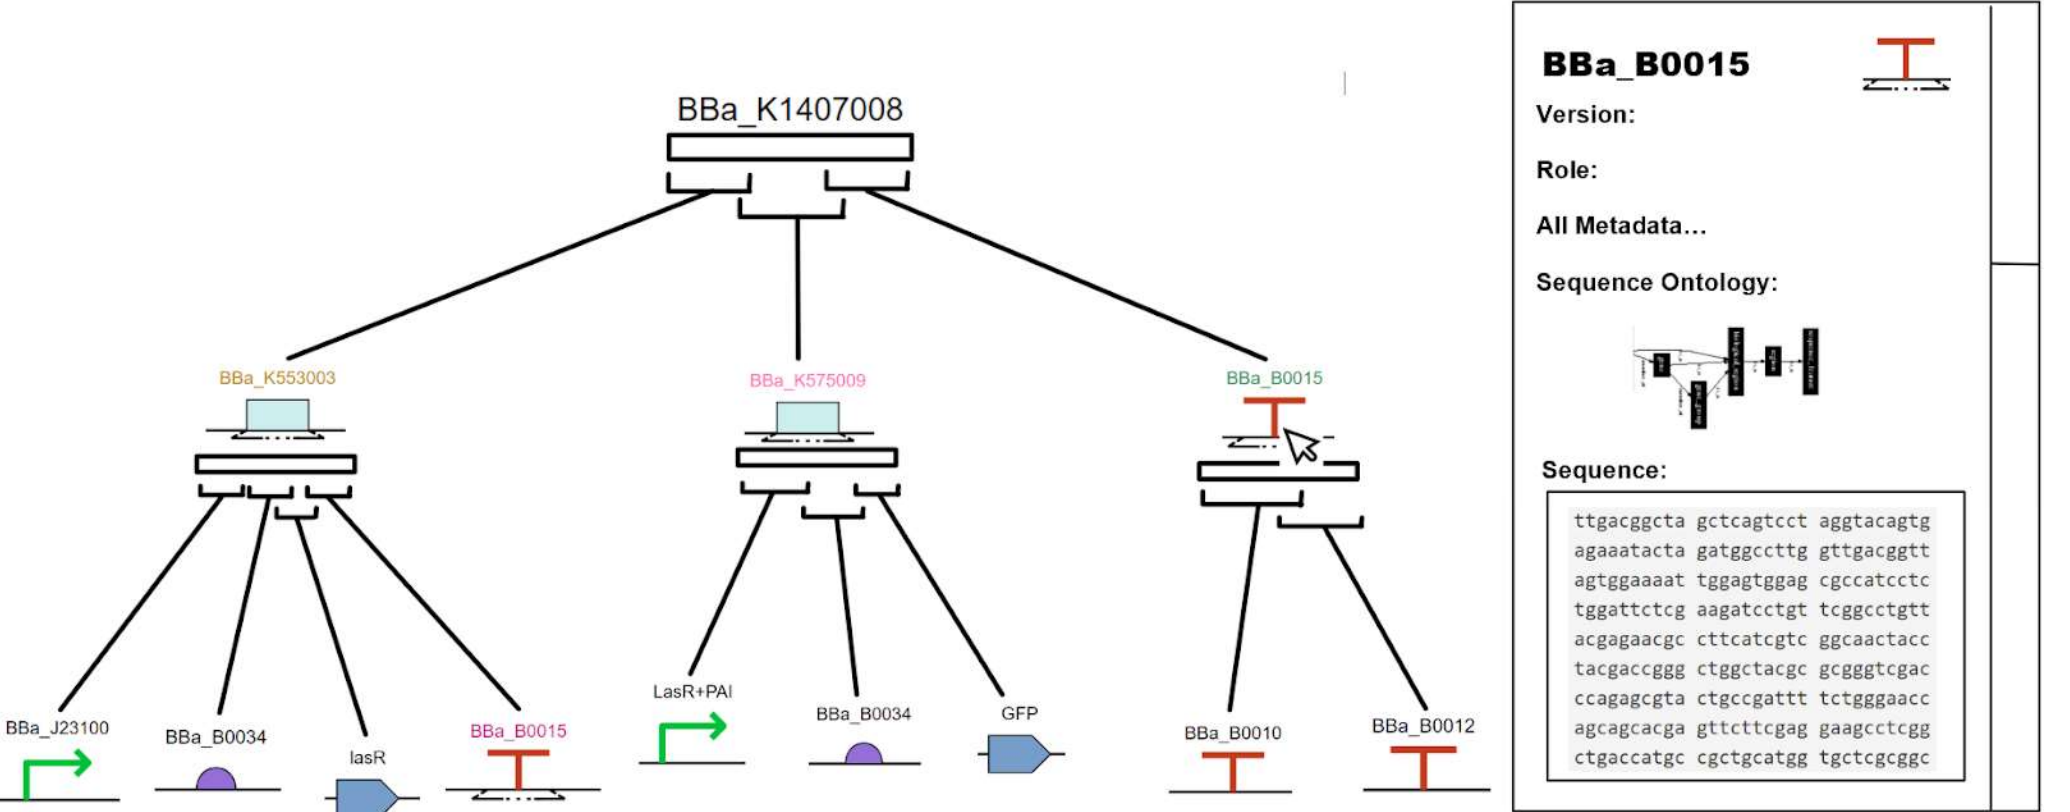 BBa_K1407008
BBa_K553003
BBa_K575009
BBa_B0015
BBa_J23100
BBa_B0034
lasR
BBa_B0015
LasR+PAI
BBa_B0034
GFP
BBa_B0010
BBa_B0012
BBa_B0015
Version:
Role:
All Metadata...
Sequence Ontology:
Sequence:
ttgacggcta gctcagtcct aggtacagtg
agaaatacta gatggccttg gttgacggtt
agtggaaaat tggagtggag cgccatcctc
tggattctcg aagatcctgt tcggcctgtt
acgagaacgc cttcatcgtc ggcaactacc
tacgaccggg ctggctacgc gcgggtcgac
ccagagcgta ctgccgattt tctgggaacc
agcagcacga gttcttcgag gaagcctcgg
ctgaccatgc cgctgcatgg tgctcgcggc